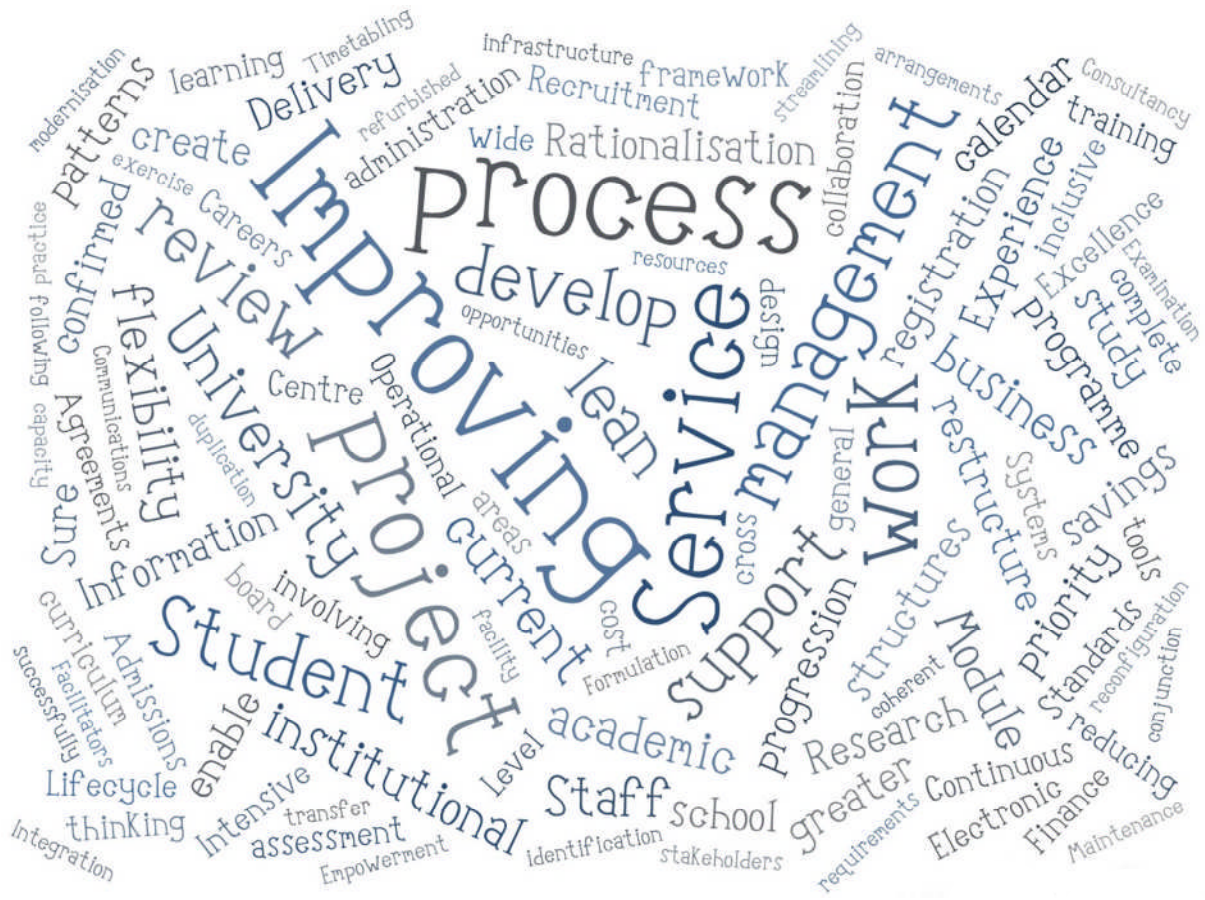 Timetabling
infrastructure
streamlining
modernisation
learning
Delivery
refurbished
administration
Recruitment
framework
arrangements
Consultancy
patterns
create
exercise
Careers
Improving
wide
Rationalisation
process
collaboration
management
calendar
training
confirmed
review
resources
develop
opportunities
Design
registration
Experience
inclusive
Excellence
Examination
following
practice
flexibility
University
Centre
Operational
lean
Service
work
business
programme
study
complete
capacity
Agreements
Communications
duplication
Project
areas
current
cross
general
restructure
Systems
savings
tools
Sure
Information
board
involving
facility
cost
Formulation
support
progression
structures
priority
Standards
reconfiguration
conjunction
curriculum
Admissions
Student
successfully
Facilitators
enable
institutional
Level
academic
Research
coherent
Module
reducing
Lifecycle
thinking
Integration
Intensive
transfer
assessment
Empowerment
Staff
school
identification
stakeholders
greater
requirements
Continuous
Electronic
Finance
Maintenance